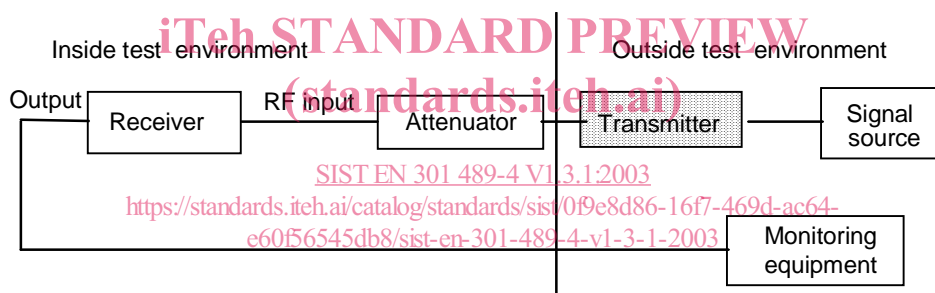 iTeh STANDARD PREVIEW
Inside test environment
Outside test environment
(standards.iteh.ai)
Output
RF input
Receiver
Attenuator
Transmitter
Signal
source
SIST EN 301 489-4 V1.3.1:2003
https://standards.iteh.ai/catalog/standards/sist/0f9e8d86-16f7-469d-ac64-
e60f56545db8/sist-en-301-489-4-v1-3-1-2003
Monitoring
equipment